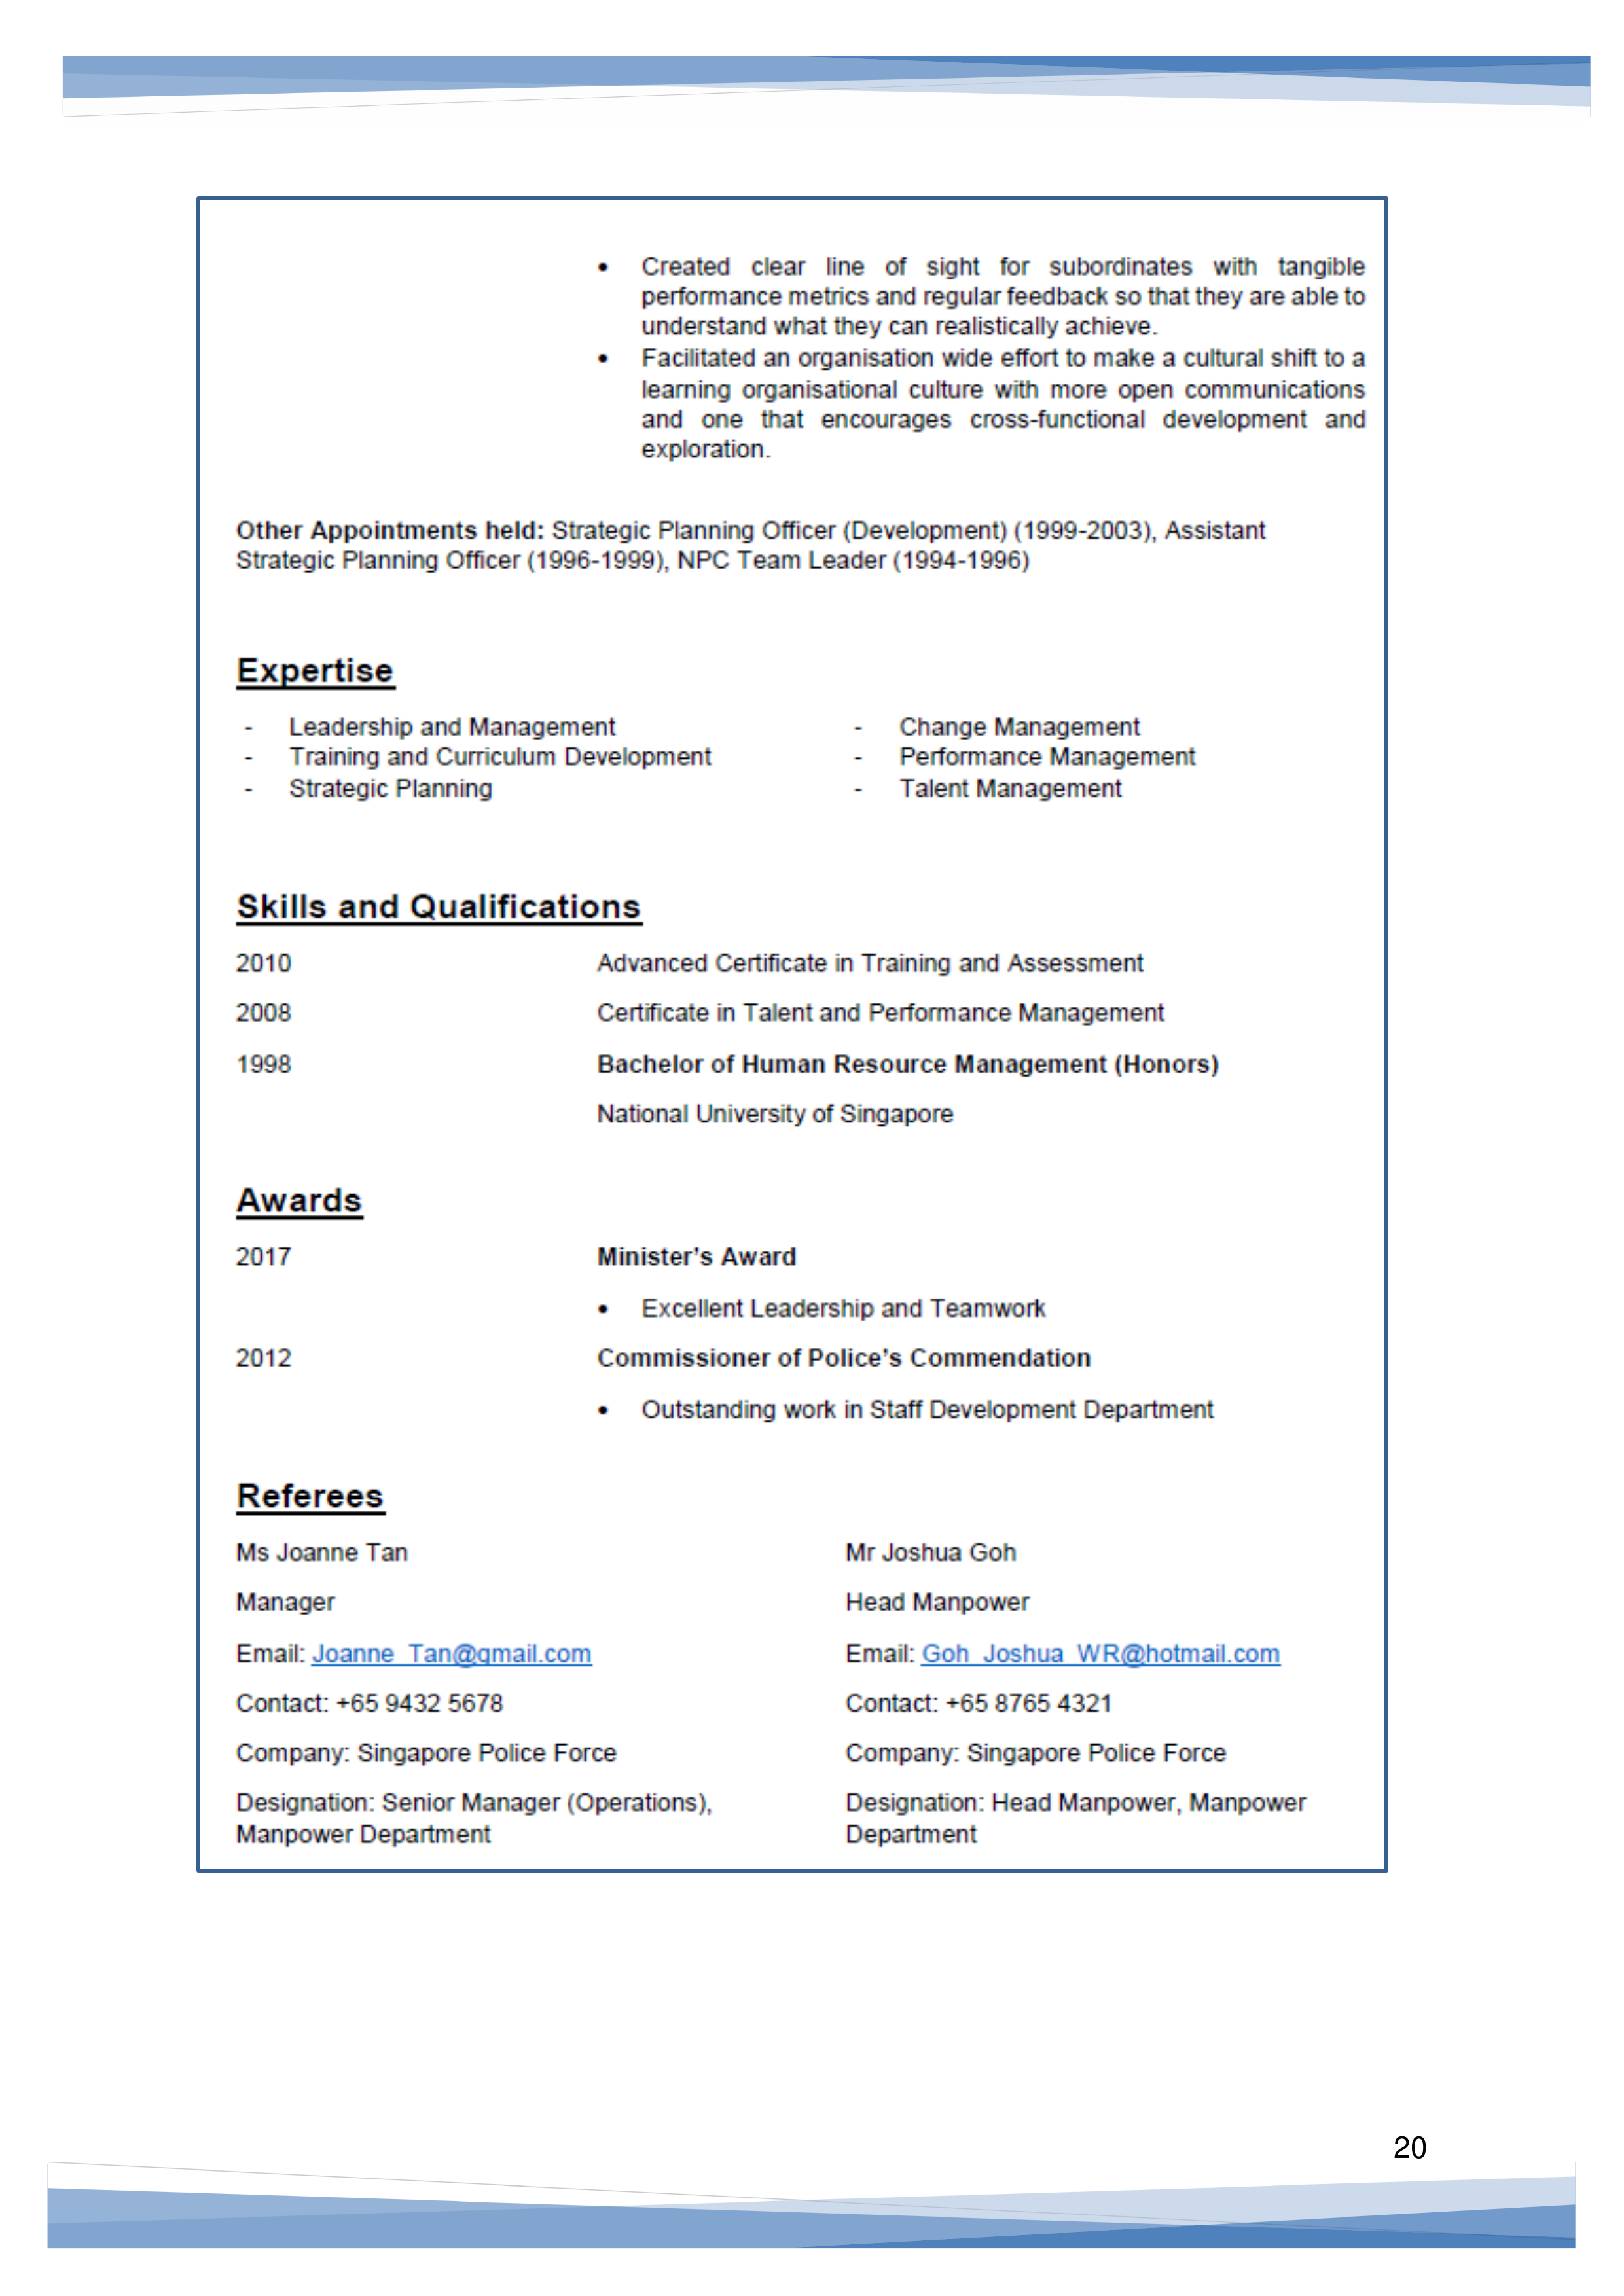 • Created clear line of sight for subordinates with tangible
performance metrics and regular feedback so that they are able to
understand what they can realistically achieve.
• Facilitated an organisation wide effort to make a cultural shift to a
learning organisational culture with more open communications
and one that encourages cross-functional development and
exploration.
Other Appointments held: Strategic Planning Officer (Development) (1999-2003), Assistant
Strategic Planning Officer (1996-1999), NPC Team Leader (1994-1996)
Expertise
- Leadership and Management
- Training and Curriculum Development
- Strategic Planning
- Change Management
- Performance Management
- Talent Management
Skills and Qualifications
2010 Advanced Certificate in Training and Assessment
2008 Certificate in Talent and Performance Management
1998 Bachelor of Human Resource Management (Honors)
National University of Singapore
Awards
2017 Minister's Award
• Excellent Leadership and Teamwork
2012 Commissioner of Police's Commendation
• Outstanding work in Staff Development Department
Referees
Ms Joanne Tan
Manager
Email: Joanne_Tan@gmail.com
Contact: +65 9432 5678
Company: Singapore Police Force
Designation: Senior Manager (Operations),
Manpower Department
Mr Joshua Goh
Head Manpower
Email: Goh_Joshua_WR@hotmail.com
Contact: +65 8765 4321
Company: Singapore Police Force
Designation: Head Manpower, Manpower
Department
20